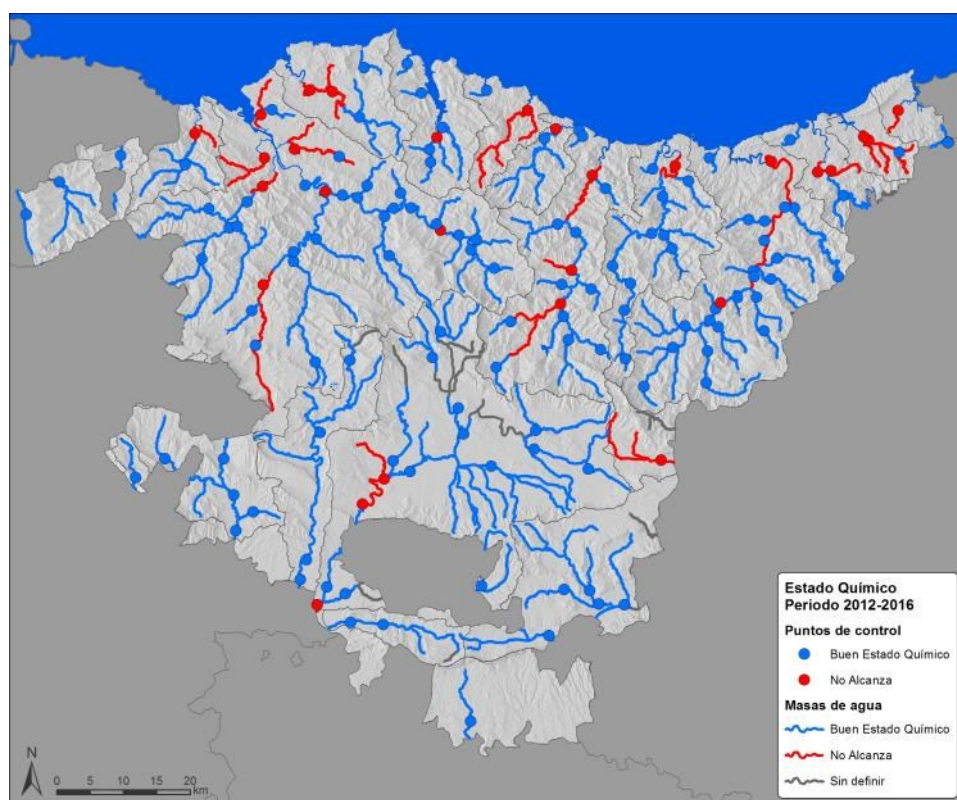 Estado Químico
Periodo 2012-2016
Puntos de control
Buen Estado Químico
No Alcanza
Masas de agua
Buen Estado Químico
No Alcanza
Sin definir
N
0 5 10 15 20
km